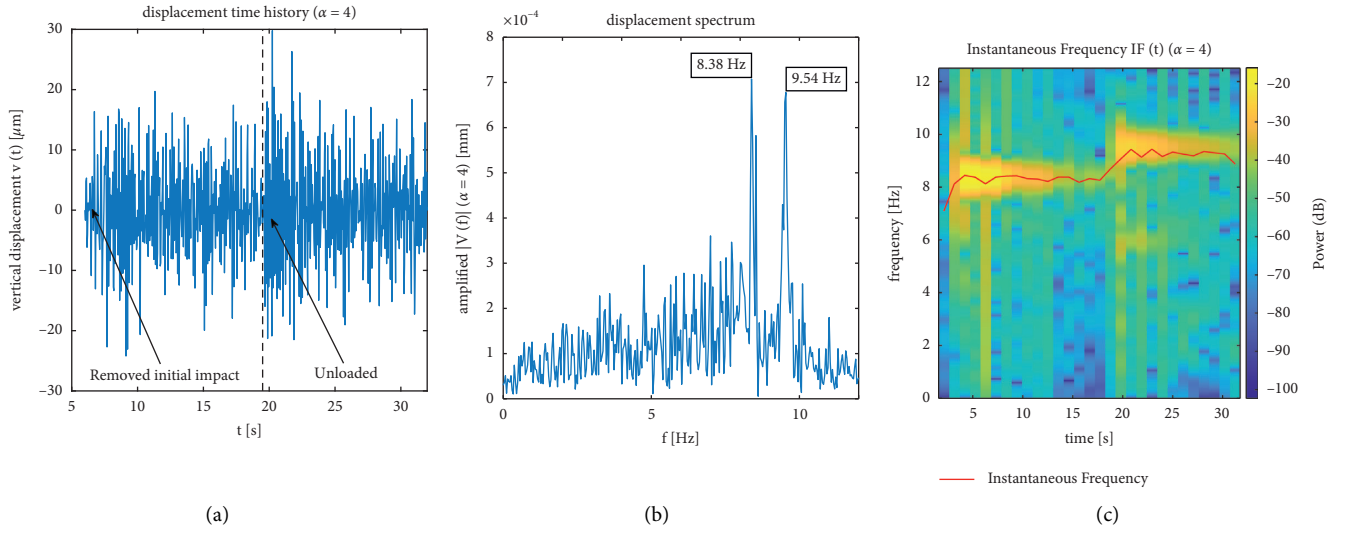 displacement time history (α = 4)
vertical displacement v (t) [μm]
30
20
10
0
–10
–20
–30
Removed initial impact
Unloaded
5
10
15
20
25
30
t [s]
(a)
×10⁻⁴
displacement spectrum
amplified |V (f)| (α = 4) [mm]
8
7
6
5
4
3
2
1
0
8.38 Hz
9.54 Hz
0
5
10
f [Hz]
(b)
Instantaneous Frequency IF (t) (α = 4)
frequency [Hz]
12
10
8
6
4
2
0
5
10
15
20
25
30
time [s]
–20
–30
–40
–50
–60
–70
–80
–90
–100
Power (dB)
Instantaneous Frequency
(c)